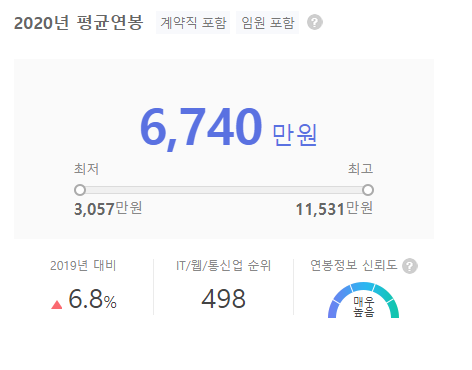 2020년 평균연봉 계약직 포함 임원 포함 ?
6,740 만원
최저 최고
3,057만원 11,531만원
2019년 대비 IT/웹/통신업 순위 연봉정보 신뢰도 ?
▲ 6.8% 498 매우
높음